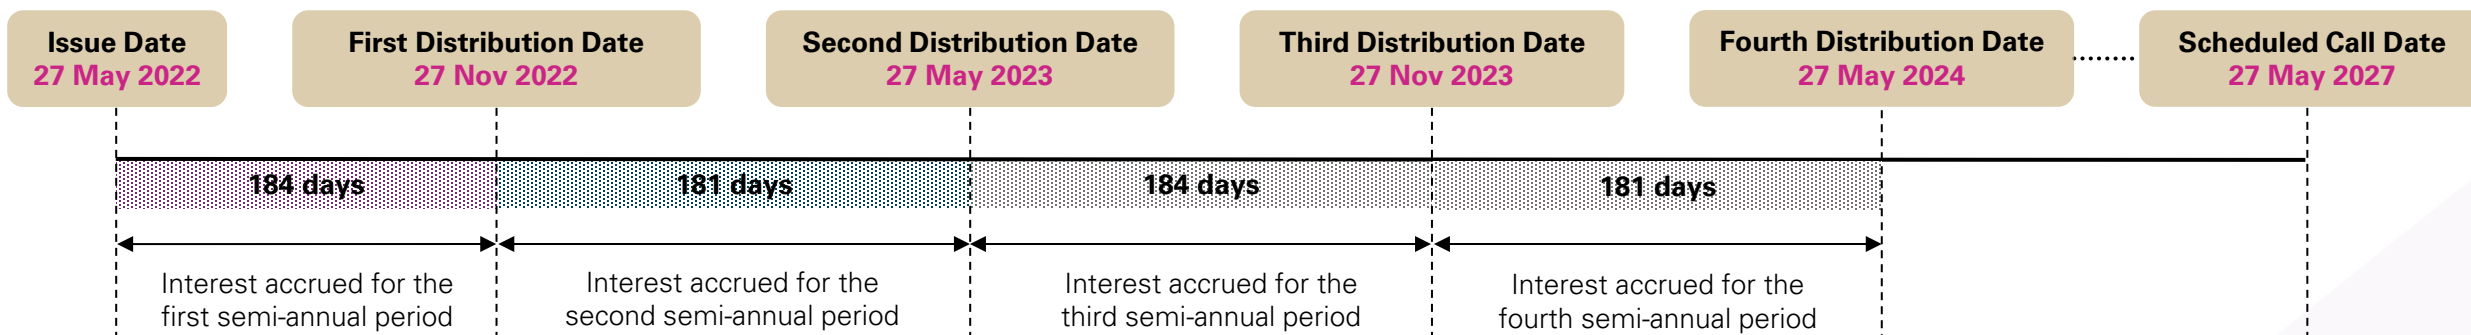 Issue Date
27 May 2022
First Distribution Date
27 Nov 2022
Second Distribution Date
27 May 2023
Third Distribution Date
27 Nov 2023
Fourth Distribution Date
27 May 2024
Scheduled Call Date
27 May 2027
184 days
181 days
184 days
181 days
Interest accrued for the
first semi-annual period
Interest accrued for the
second semi-annual period
Interest accrued for the
third semi-annual period
Interest accrued for the
fourth semi-annual period